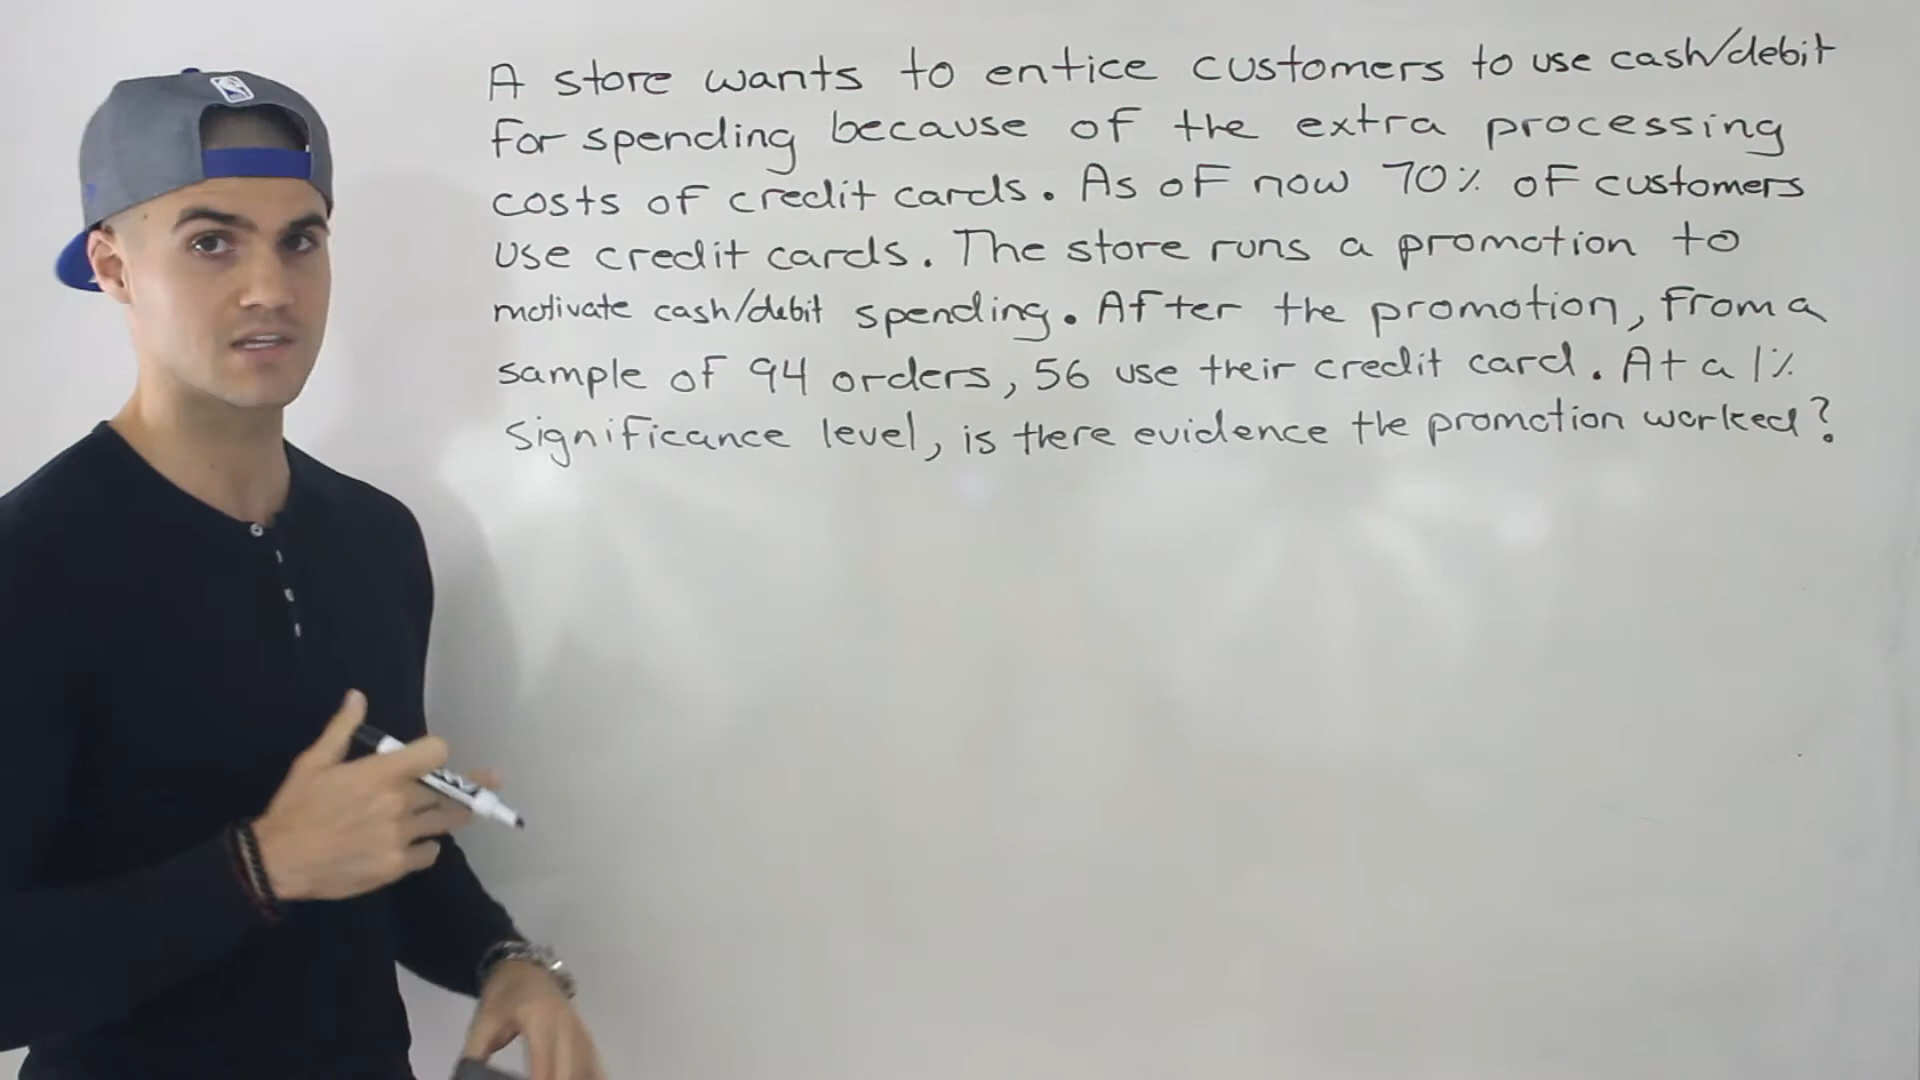 A store wants to entice customers to use cash/debit
for spending because of the extra processing
costs of credit cards. As of now 70% of customers
use credit cards. The store runs a promotion to
motivate cash/debit spending. After the promotion, from a
sample of 94 orders, 56 use their credit card. At a 1%
significance level, is there evidence the promotion worked?